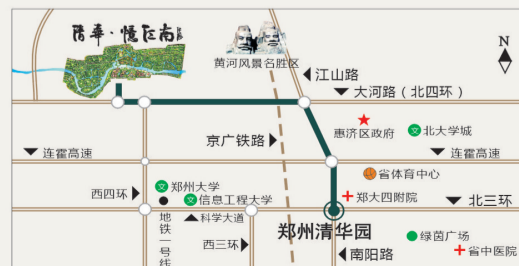 清華·憶江南
黄河风景名胜区
N
江山路
大河路（北四环）
惠济区政府
北大学城
京广铁路
连霍高速
连霍高速
省体育中心
郑州大学
西四环
信息工程大学
郑大四附院
北三环
科学大道
地铁一号线
西三环
郑州清华园
南阳路
绿茵广场
省中医院